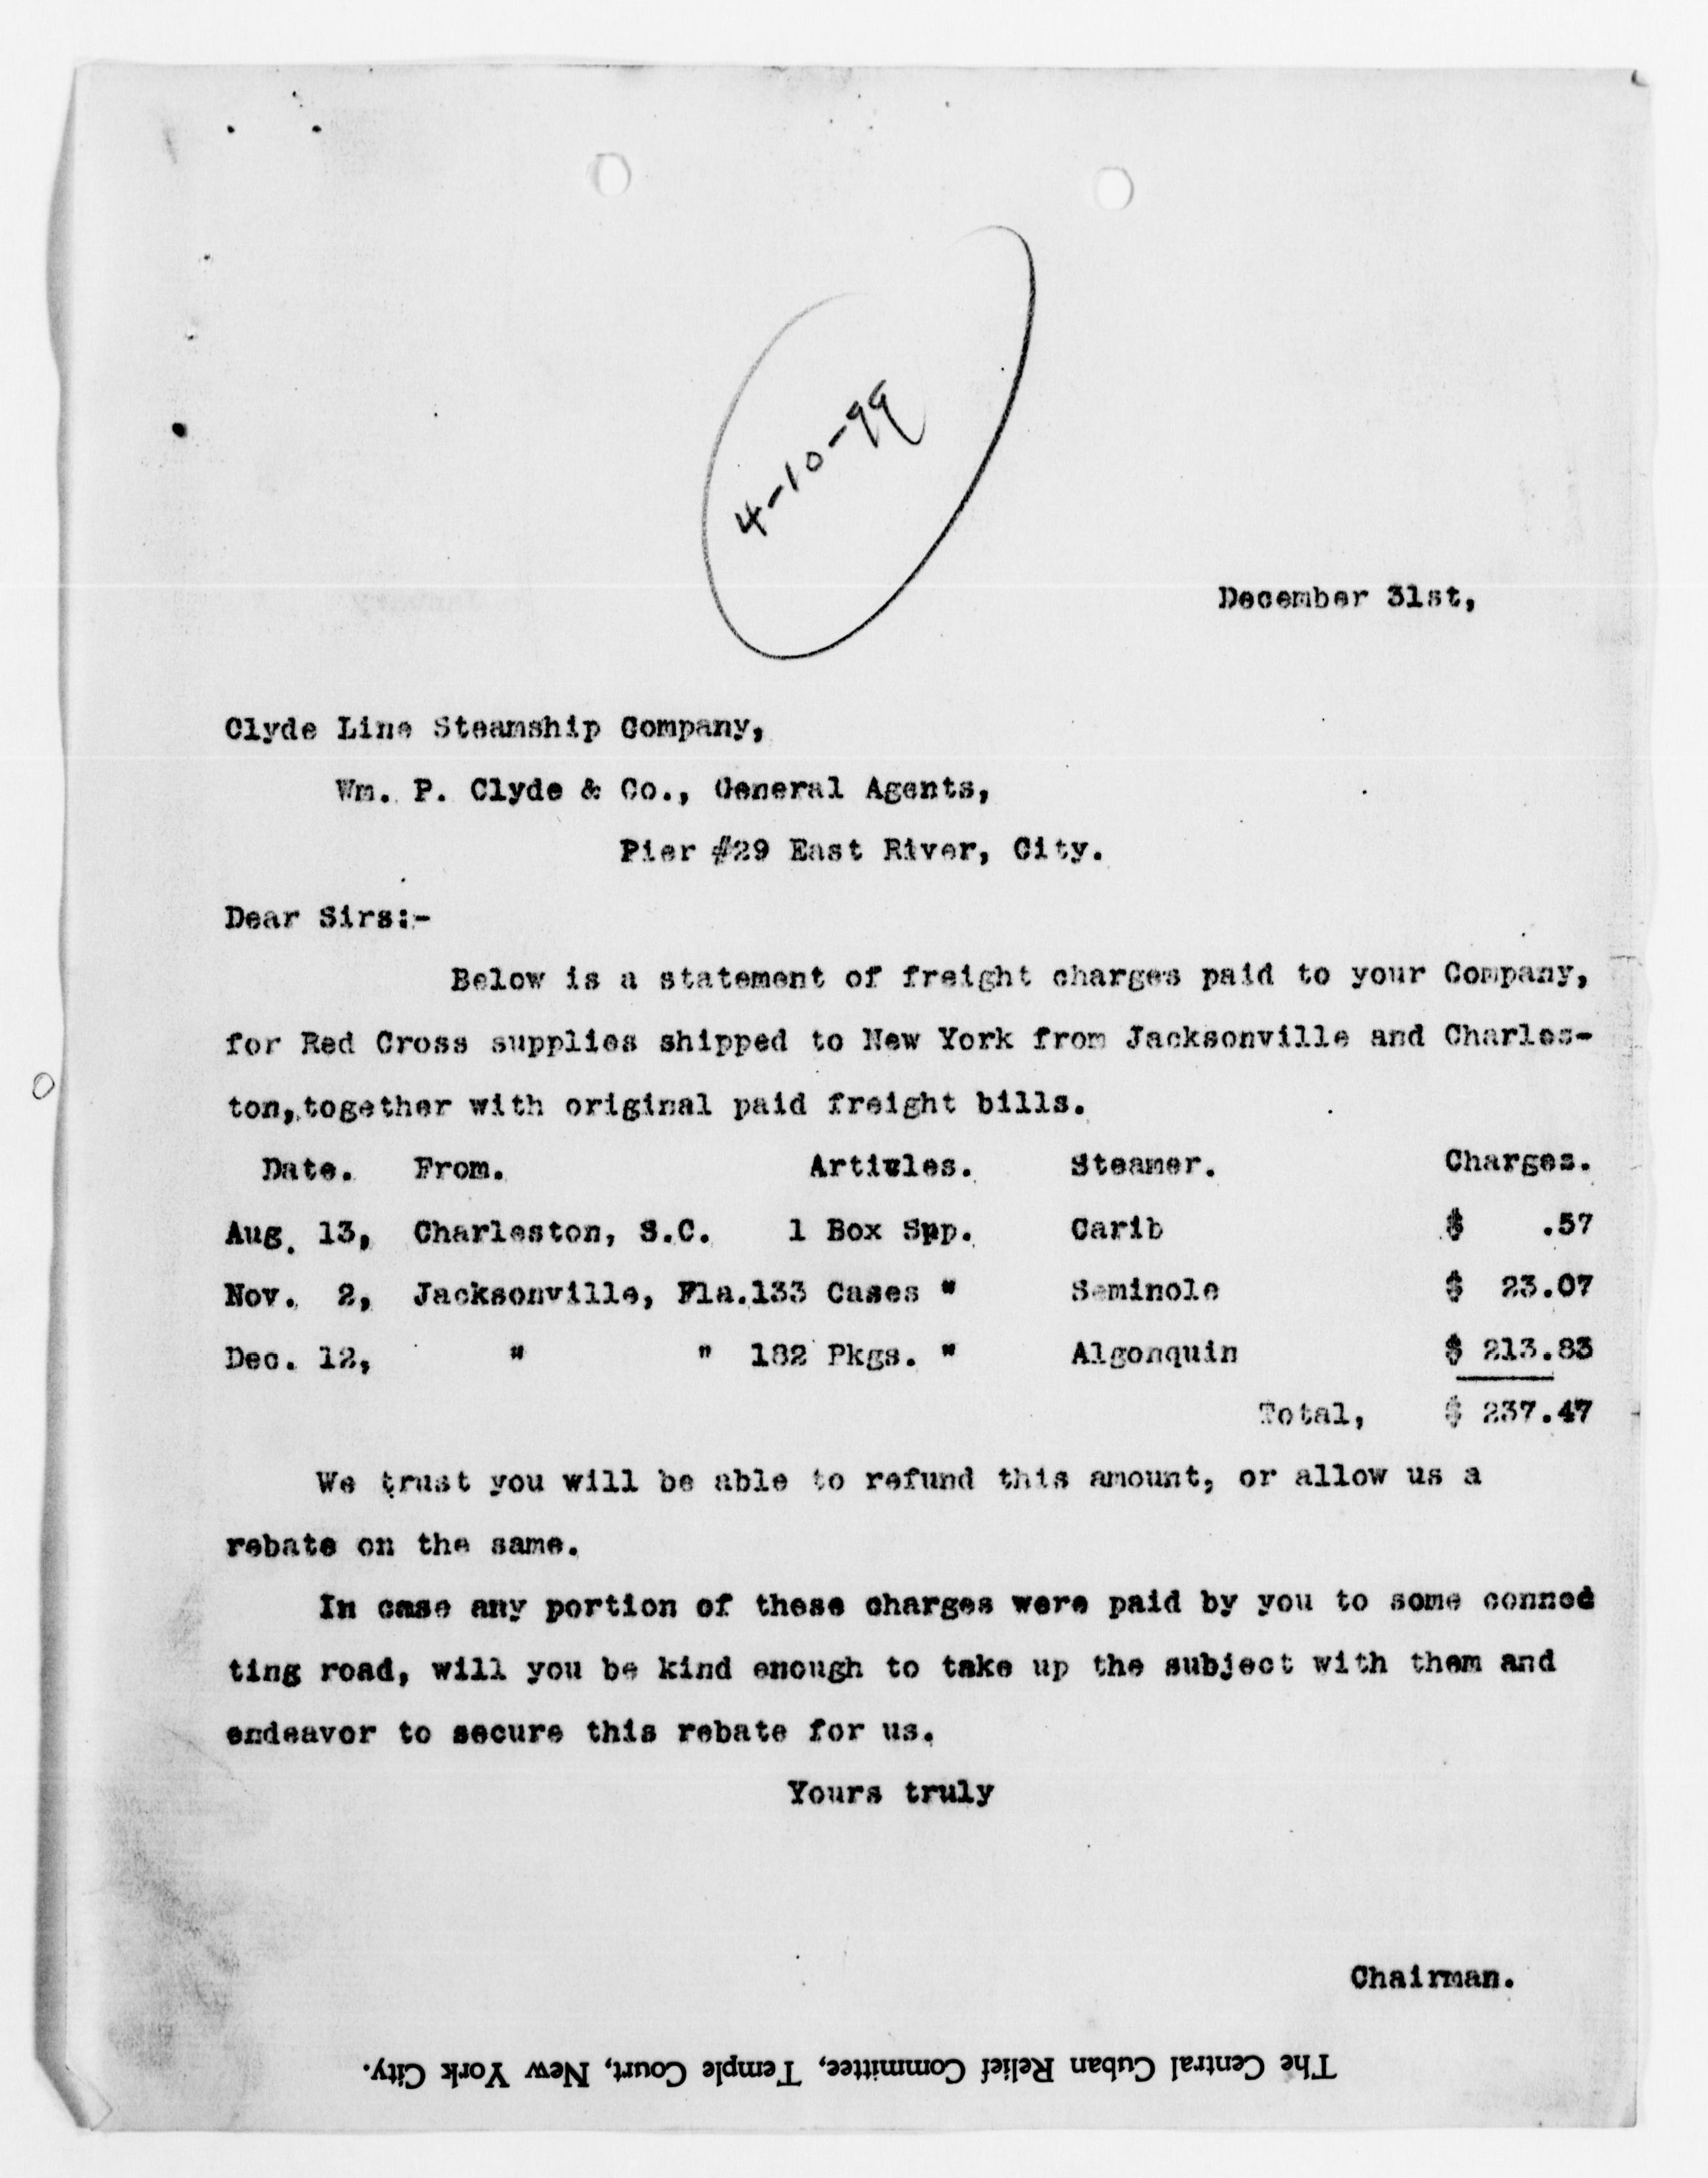 4-10-99
December 31st,
Clyde Line Steamship Company,
Wm. P. Clyde & Co., General Agents,
Pier #29 East River, City.
Dear Sirs:-
Below is a statement of freight charges paid to your Company,
for Red Cross supplies shipped to New York from Jacksonville and Charles-
ton, together with original paid freight bills.
Date. From. Artivles. Steamer. Charges.
Aug. 13, Charleston, S.C. 1 Box Spp. Carib $ .57
Nov. 2, Jacksonville, Fla. 133 Cases " Seminole $ 23.07
Dec. 12, " " 182 Pkgs. " Algonquin $ 213.83
Total, $ 237.47
We trust you will be able to refund this amount, or allow us a
rebate on the same.
In case any portion of these charges were paid by you to some connec
ting road, will you be kind enough to take up the subject with them and
endeavor to secure this rebate for us.
Yours truly
Chairman.
The Central Cuban Relief Committee, Temple Court, New York City.